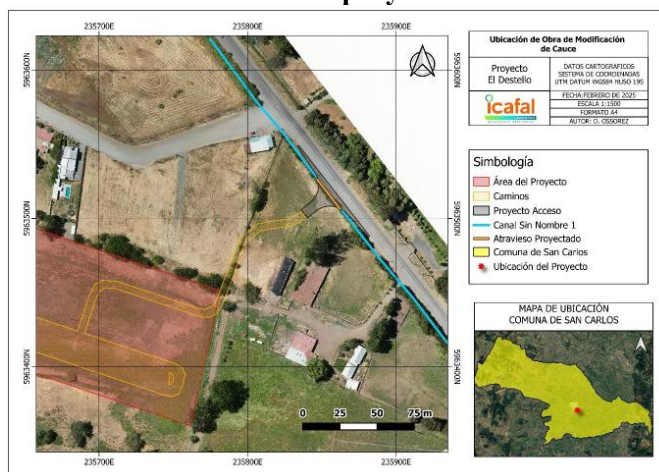 235700E
235800E
235900E
5963600N
5963500N
5963400N
5963600N
5963500N
5963400N
235700E
235800E
235900E
0 25 50 75 m
Ubicación de Obra de Modificación
de Cauce
Proyecto
El Destello
DATOS CARTOGRAFICOS
SISTEMA DE COORDENADAS
UTM DATUM WGS84 HUSO 19S
icafal
FECHA:FEBRERO DE 2025
ESCALA 1:1500
FORMATO A4
AUTOR: D. OSSOREZ
Simbología
Área del Proyecto
Caminos
Proyecto Acceso
Canal Sin Nombre 1
Atravieso Proyectado
Comuna de San Carlos
Ubicación del Proyecto
MAPA DE UBICACIÓN
COMUNA DE SAN CARLOS